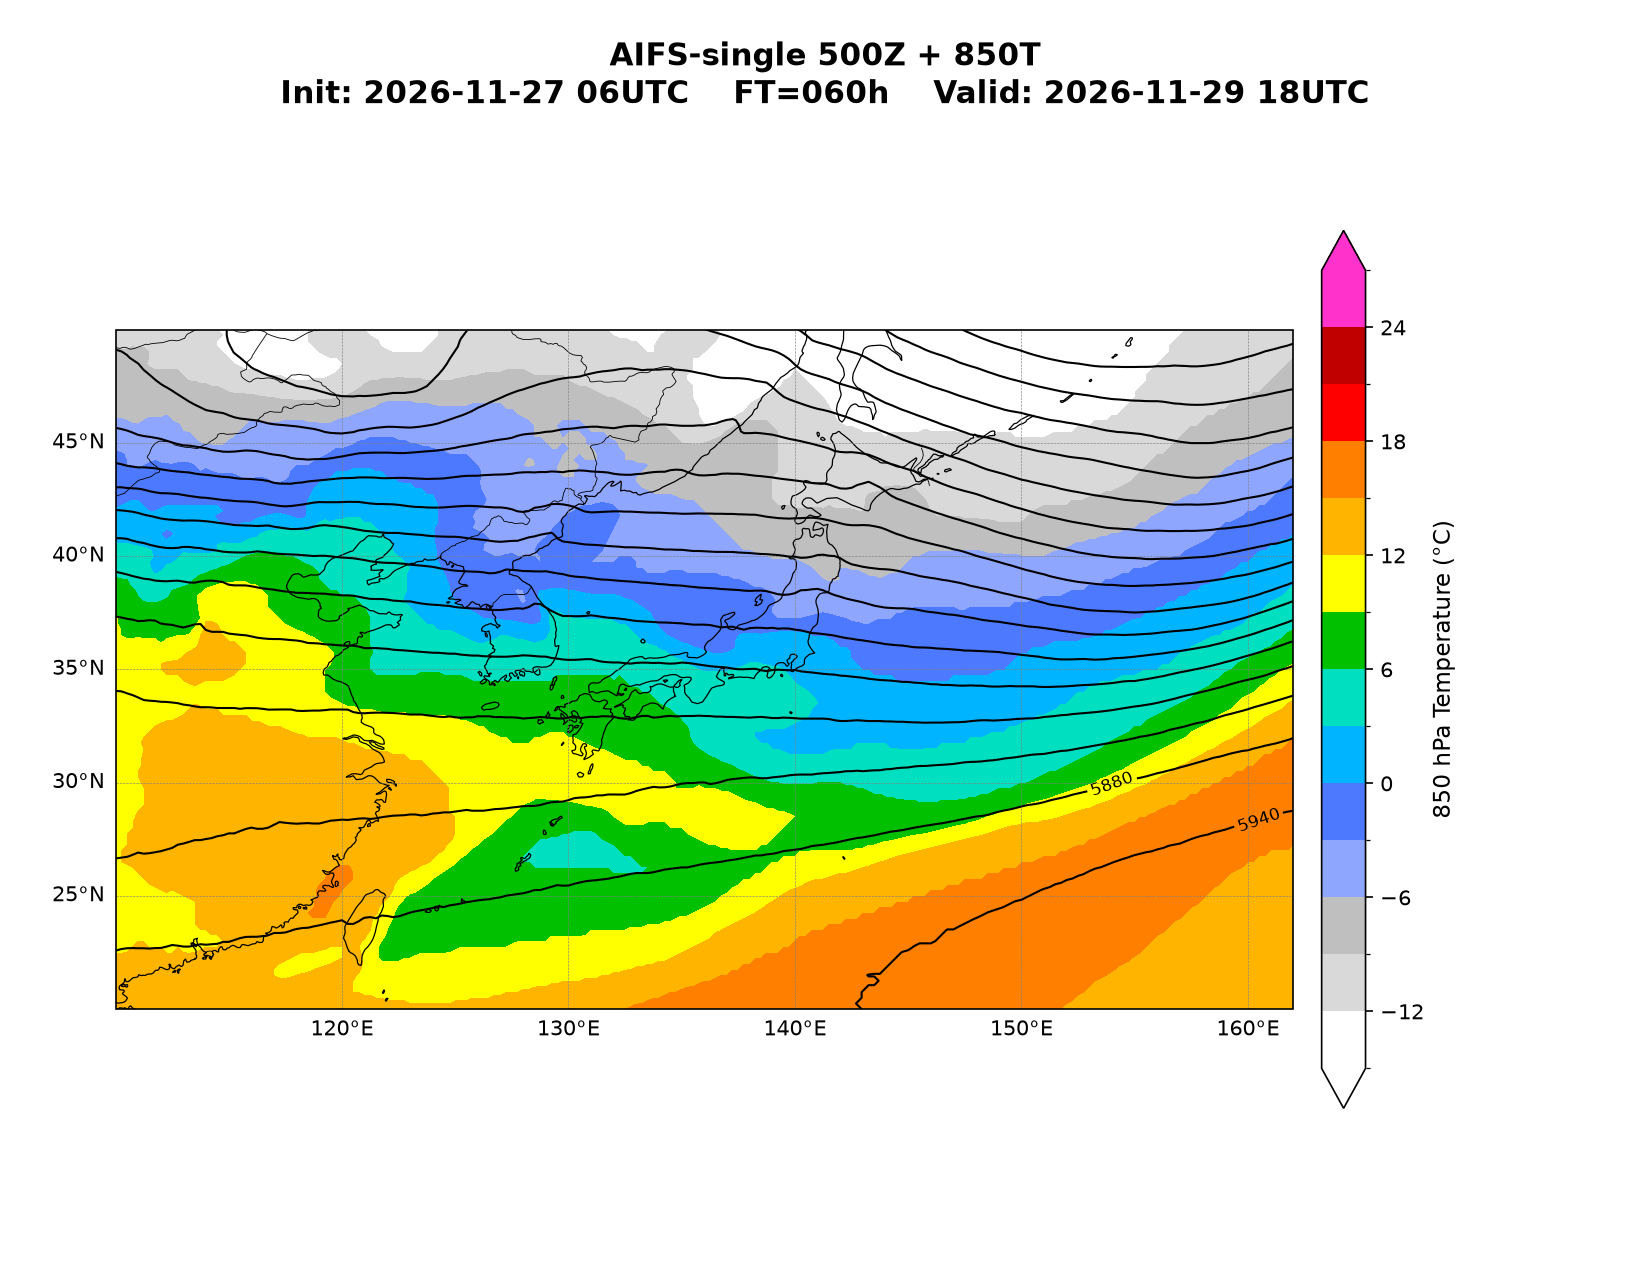 AIFS-single 500Z + 850T
Init: 2026-11-27 06UTC    FT=060h    Valid: 2026-11-29 18UTC
24
18
12
6
0
−6
−12
850 hPa Temperature (°C)
45°N
40°N
35°N
30°N
25°N
5880
5940
120°E
130°E
140°E
150°E
160°E